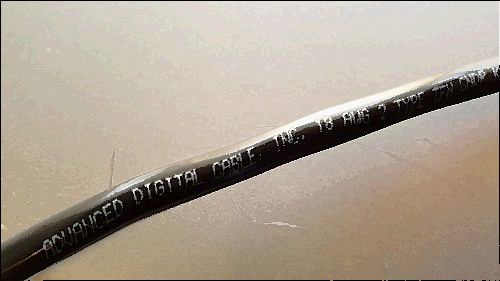 ADVANCED DIGITAL CABLE, INC. 18 AWG 2 TYPE